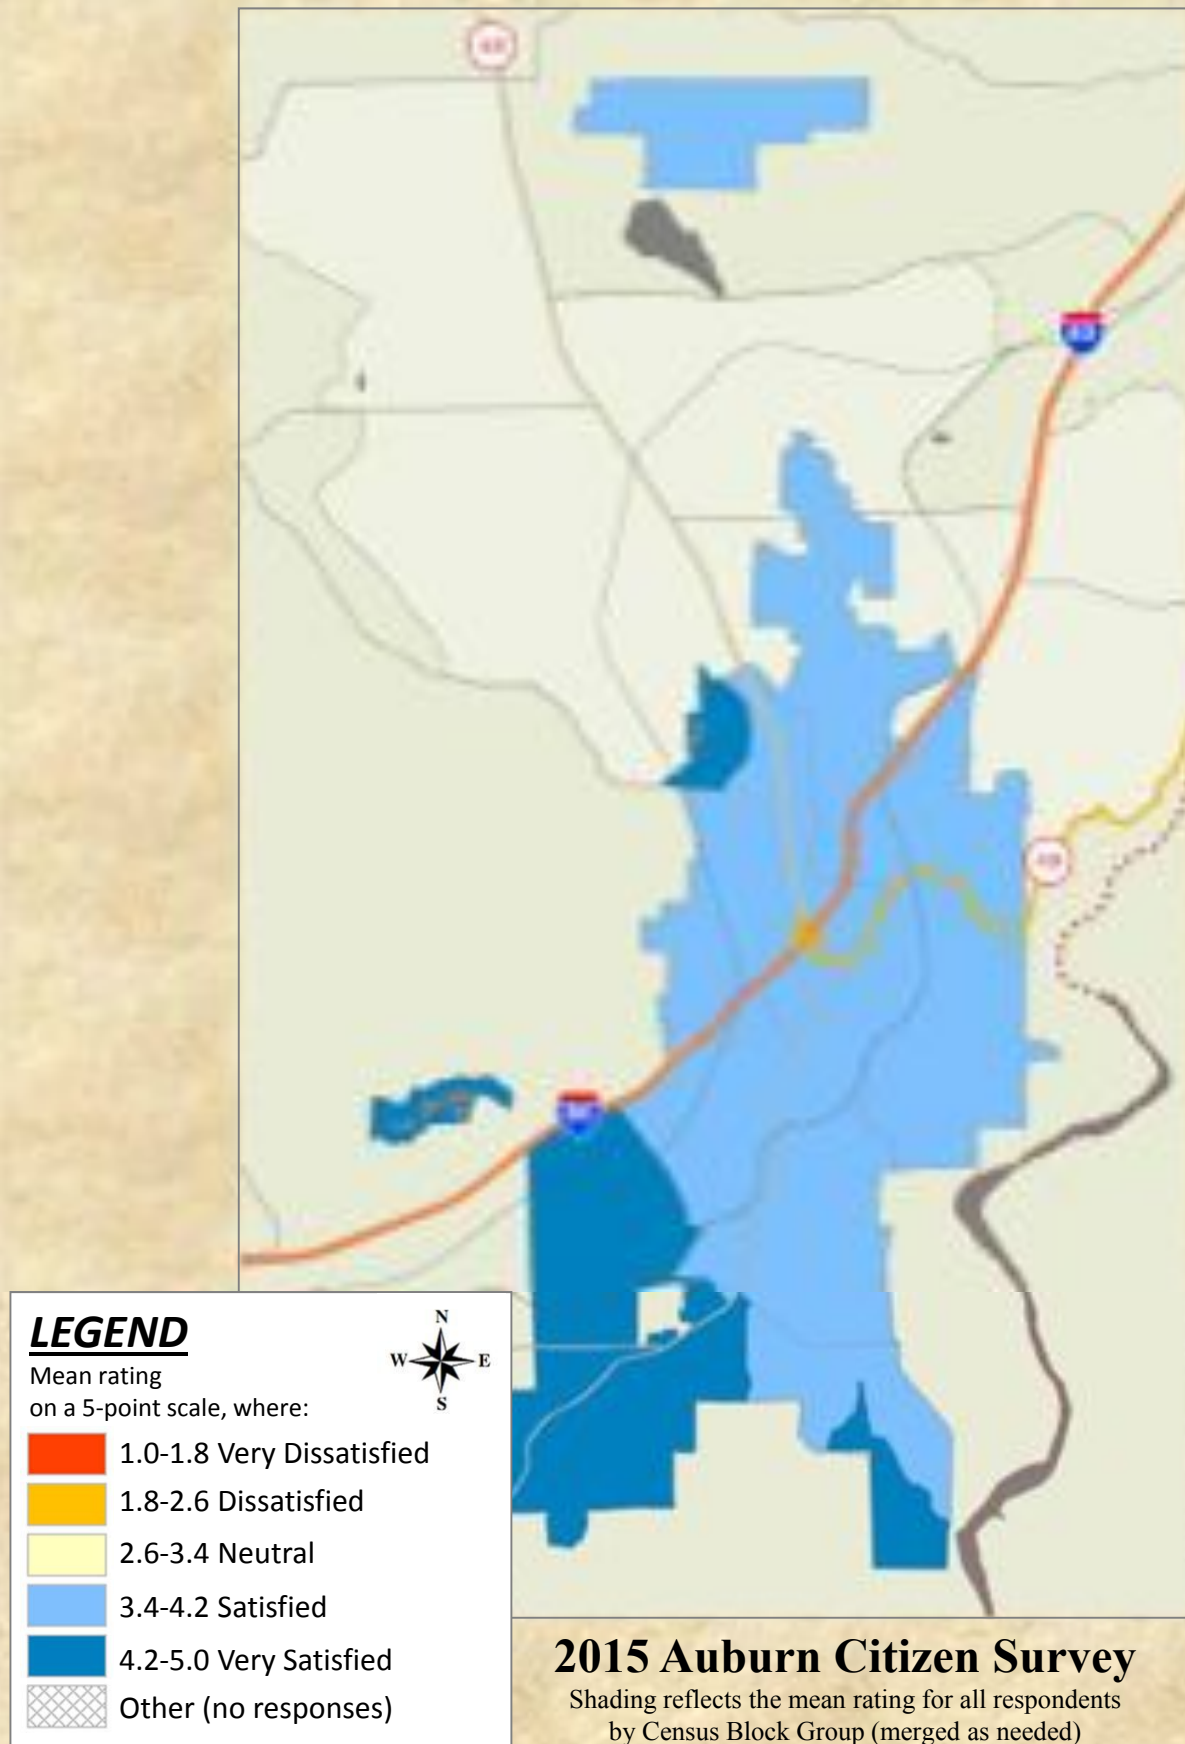 LEGEND
Mean rating
on a 5-point scale, where:
N
W
E
S
1.0-1.8 Very Dissatisfied
1.8-2.6 Dissatisfied
2.6-3.4 Neutral
3.4-4.2 Satisfied
4.2-5.0 Very Satisfied
Other (no responses)
2015 Auburn Citizen Survey
Shading reflects the mean rating for all respondents
by Census Block Group (merged as needed)